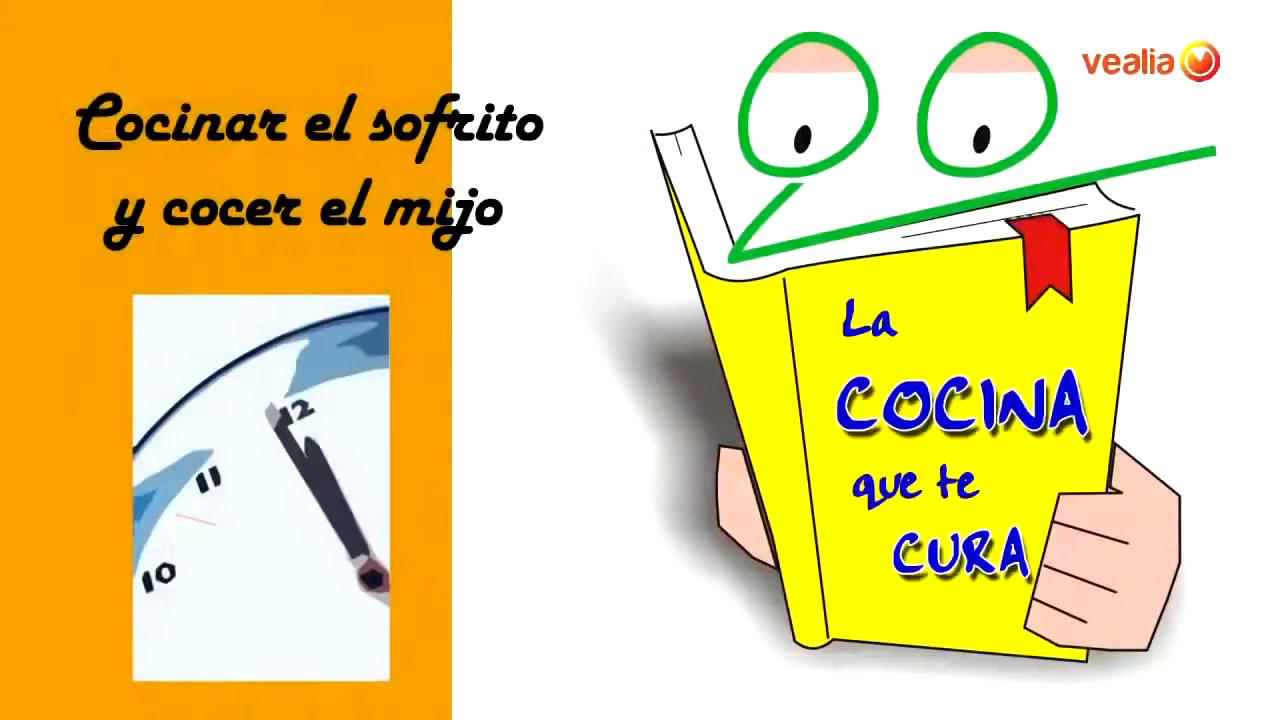 Cocinar el sofrito
y cocer el mijo
vealia
La
COCINA
que te
CURA
12
11
10